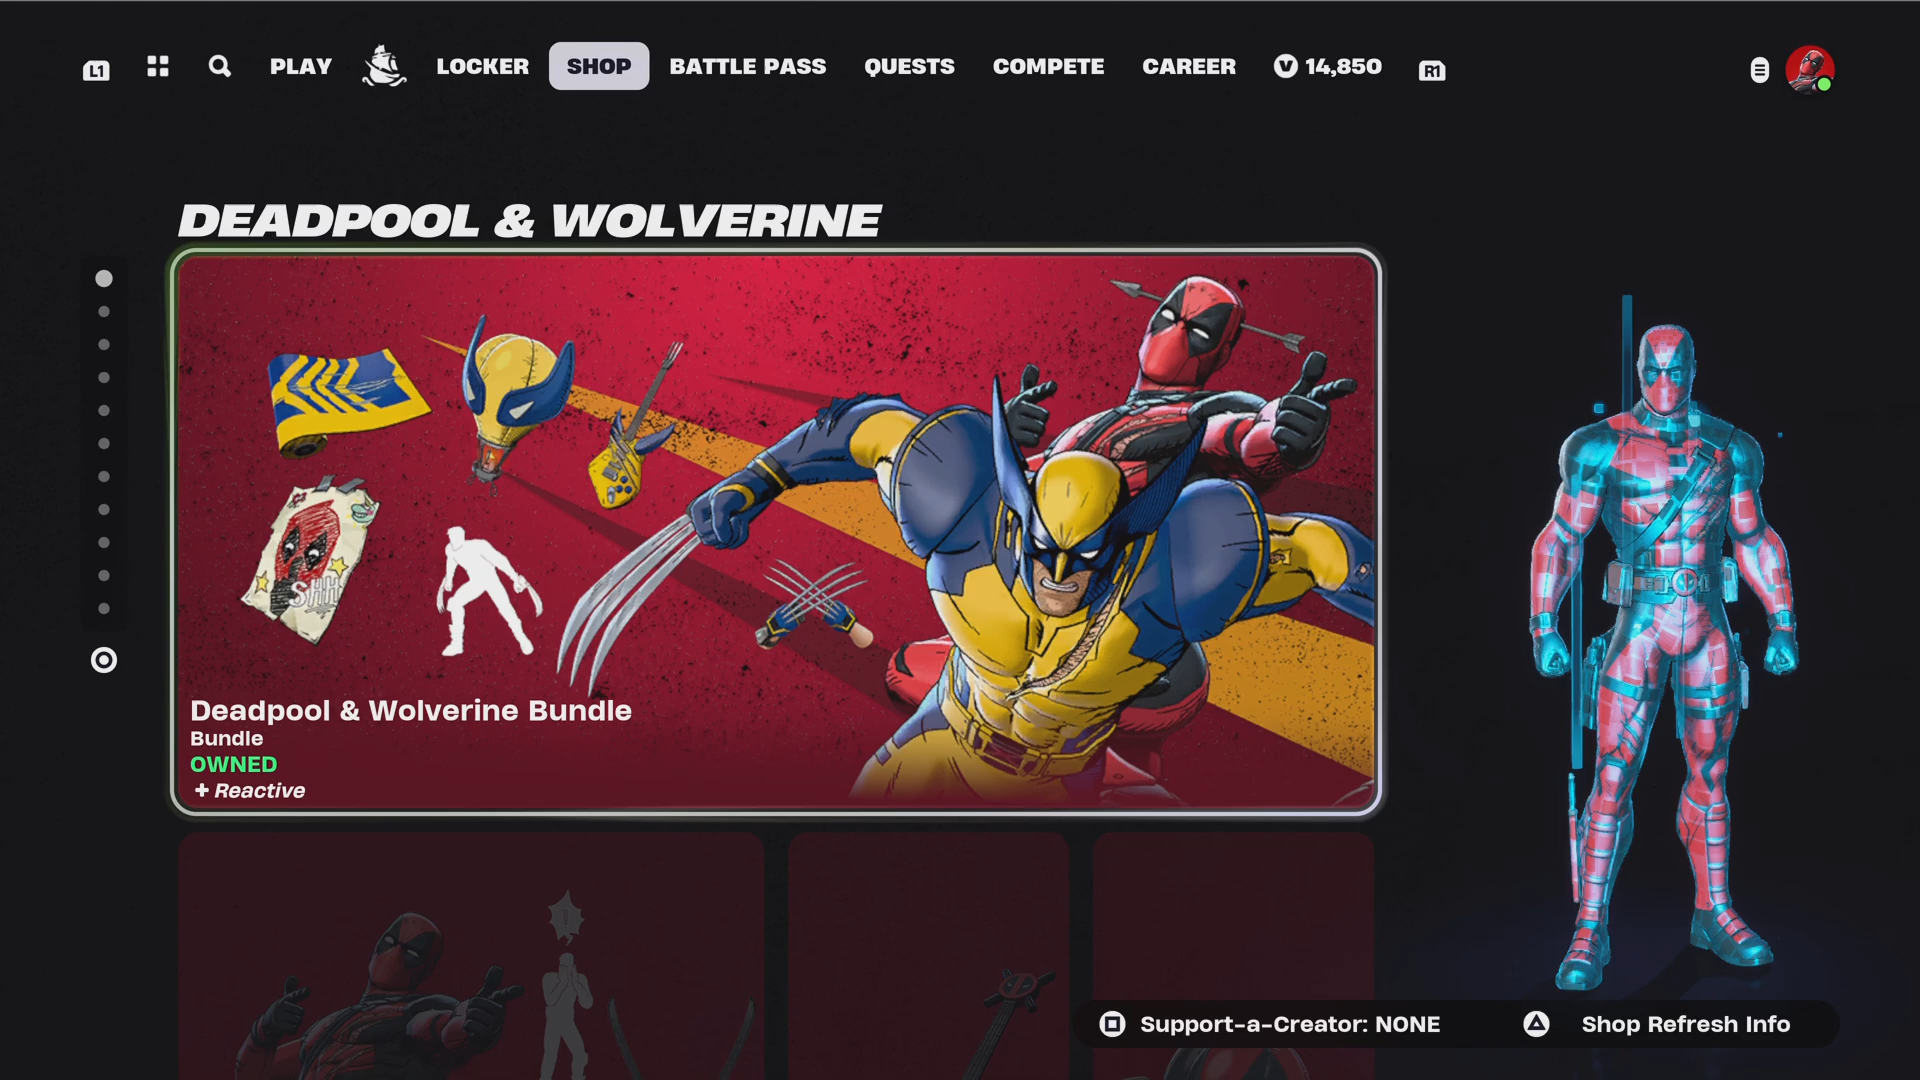 L1
PLAY
LOCKER
SHOP
BATTLE PASS
QUESTS
COMPETE
CAREER
V 14,850
R1
DEADPOOL & WOLVERINE
SHH
Deadpool & Wolverine Bundle
Bundle
OWNED
+ Reactive
Support-a-Creator: NONE
Shop Refresh Info